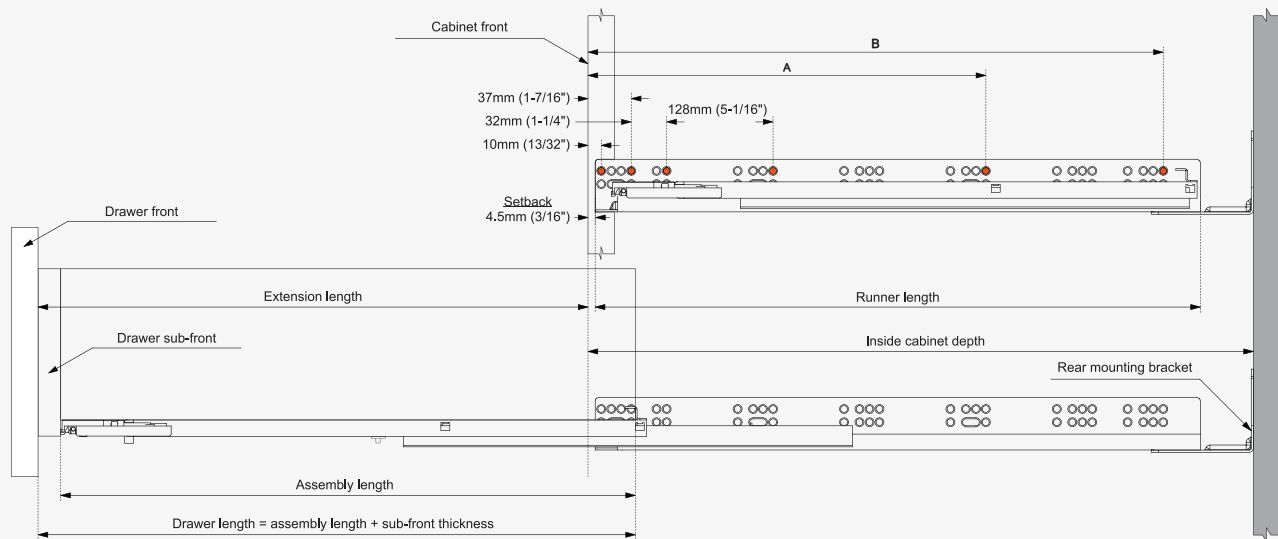 Cabinet front
B
A
37mm (1-7/16")
128mm (5-1/16")
32mm (1-1/4")
10mm (13/32")
Setback
4.5mm (3/16")
Drawer front
Extension length
Runner length
Drawer sub-front
Inside cabinet depth
Rear mounting bracket
Assembly length
Drawer length = assembly length + sub-front thickness